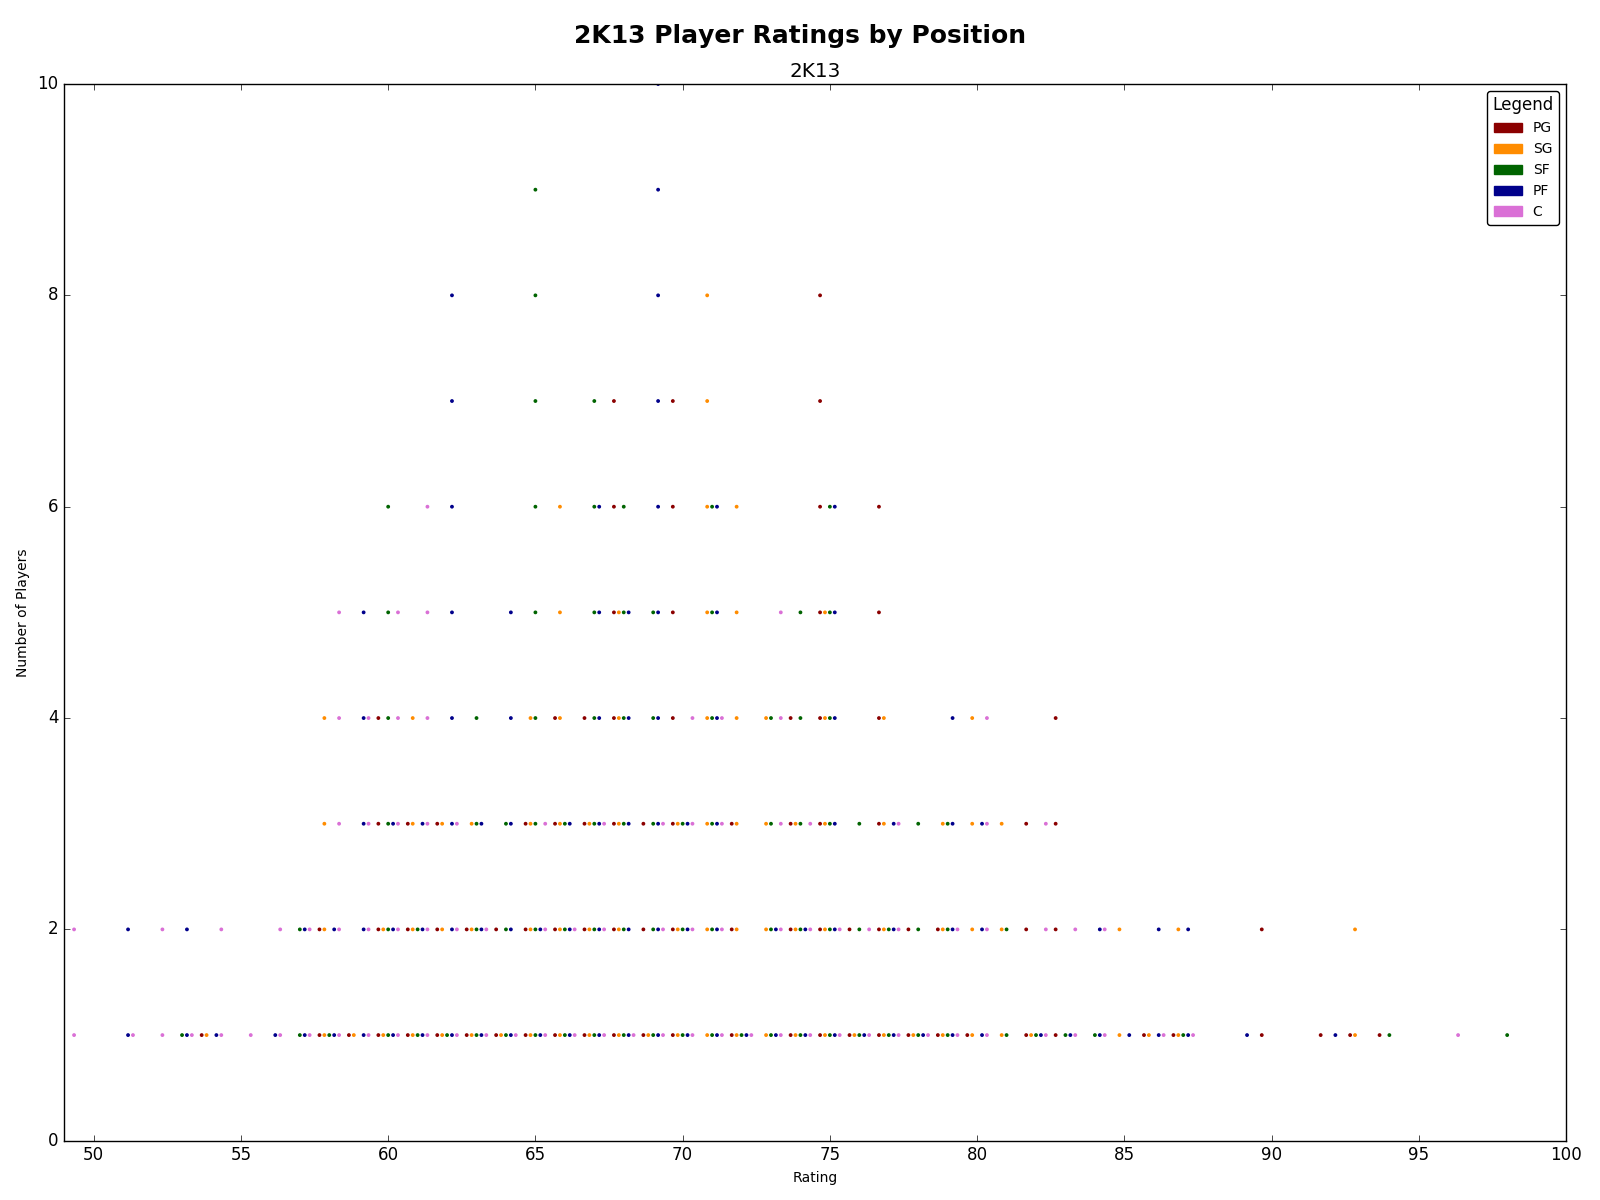 2K13 Player Ratings by Position
2K13
Legend
PG
SG
SF
PF
C
10
8
6
4
2
0
Number of Players
50 55 60 65 70 75 80 85 90 95 100
Rating